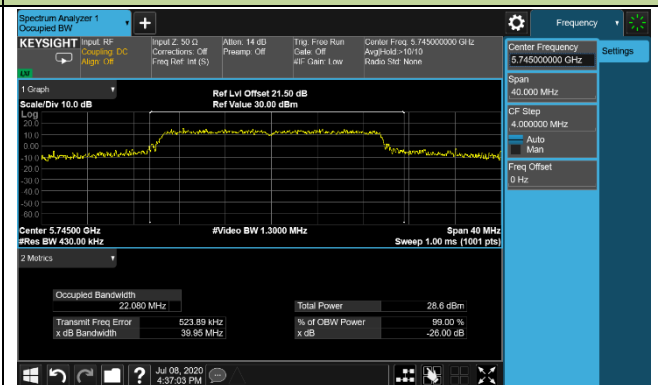 Spectrum Analyzer 1
Occupied BW
+
Frequency
KEYSIGHT
Input: RF
Coupling: DC
Align: Off
Input Z: 50 Ω
Corrections: Off
Freq Ref: Int (S)
Atten: 14 dB
Preamp: Off
Trig: Free Run
Gate: Off
#IF Gain: Low
Center Freq: 5.745000000 GHz
Avg|Hold:>10/10
Radio Std: None
Center Frequency
5.745000000 GHz
Settings
Span
40.000 MHz
CF Step
4.000000 MHz
Auto
Man
Freq Offset
0 Hz
1 Graph
Scale/Div 10.0 dB
Ref Lvl Offset 21.50 dB
Ref Value 30.00 dBm
Log
20.0
10.0
0.00
-10.0
-20.0
-30.0
-40.0
-50.0
-60.0
Center 5.74500 GHz
#Video BW 1.3000 MHz
Span 40 MHz
#Res BW 430.00 kHz
Sweep 1.00 ms (1001 pts)
2 Metrics
Occupied Bandwidth
22.080 MHz
Total Power 28.6 dBm
Transmit Freq Error 523.89 kHz
% of OBW Power 99.00 %
x dB Bandwidth 39.95 MHz
x dB -26.00 dB
?
Jul 08, 2020
4:37:03 PM